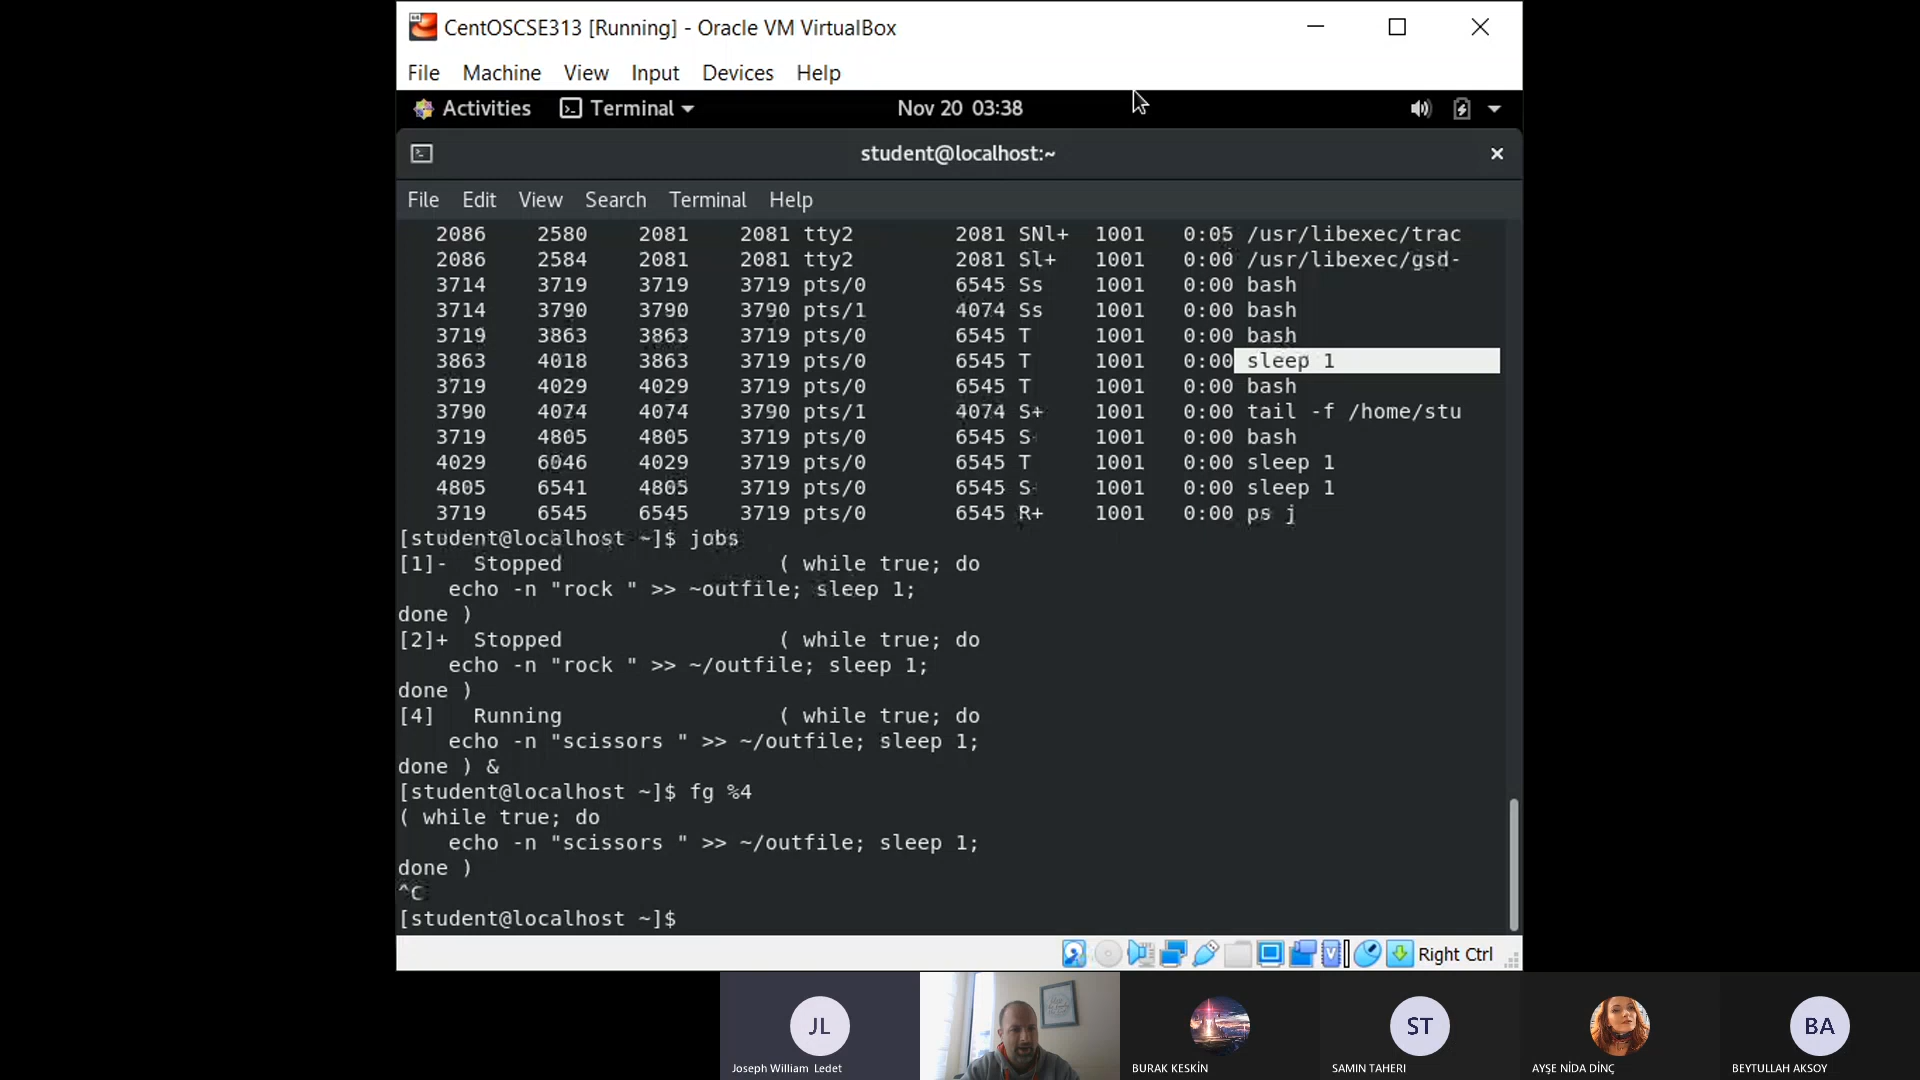 CentOSCSE313 [Running] - Oracle VM VirtualBox
File Machine View Input Devices Help
Activities Terminal Nov 20 03:38
student@localhost:~
File Edit View Search Terminal Help
2086 2580 2081 2081 tty2 2081 SNl+ 1001 0:05 /usr/libexec/trac
2086 2584 2081 2081 tty2 2081 Sl+ 1001 0:00 /usr/libexec/gsd-
3714 3719 3719 3719 pts/0 6545 Ss 1001 0:00 bash
3714 3790 3790 3790 pts/1 4074 Ss 1001 0:00 bash
3719 3863 3863 3719 pts/0 6545 T 1001 0:00 bash
3863 4018 3863 3719 pts/0 6545 T 1001 0:00 sleep 1
3719 4029 4029 3719 pts/0 6545 T 1001 0:00 bash
3790 4074 4074 3790 pts/1 4074 S+ 1001 0:00 tail -f /home/stu
3719 4805 4805 3719 pts/0 6545 S 1001 0:00 bash
4029 6046 4029 3719 pts/0 6545 T 1001 0:00 sleep 1
4805 6541 4805 3719 pts/0 6545 S 1001 0:00 sleep 1
3719 6545 6545 3719 pts/0 6545 R+ 1001 0:00 ps j
[student@localhost ~]$ jobs
[1]- Stopped ( while true; do
echo -n "rock " >> ~outfile; sleep 1;
done )
[2]+ Stopped ( while true; do
echo -n "rock " >> ~/outfile; sleep 1;
done )
[4] Running ( while true; do
echo -n "scissors " >> ~/outfile; sleep 1;
done ) &
[student@localhost ~]$ fg %4
( while true; do
echo -n "scissors " >> ~/outfile; sleep 1;
done )
^C
[student@localhost ~]$
Right Ctrl
JL
ST
BA
Joseph William Ledet
BURAK KESKİN
SAMIN TAHERI
AYŞE NİDA DİNÇ
BEYTULLAH AKSOY